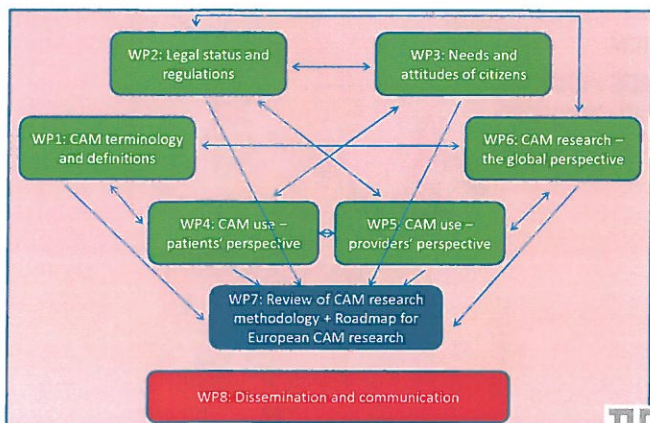 WP2: Legal status and
regulations
WP3: Needs and
attitudes of citizens
WP1: CAM terminology
and definitions
WP6: CAM research –
the global perspective
WP4: CAM use –
patients' perspective
WP5: CAM use –
providers' perspective
WP7: Review of CAM research
methodology + Roadmap for
European CAM research
WP8: Dissemination and communication